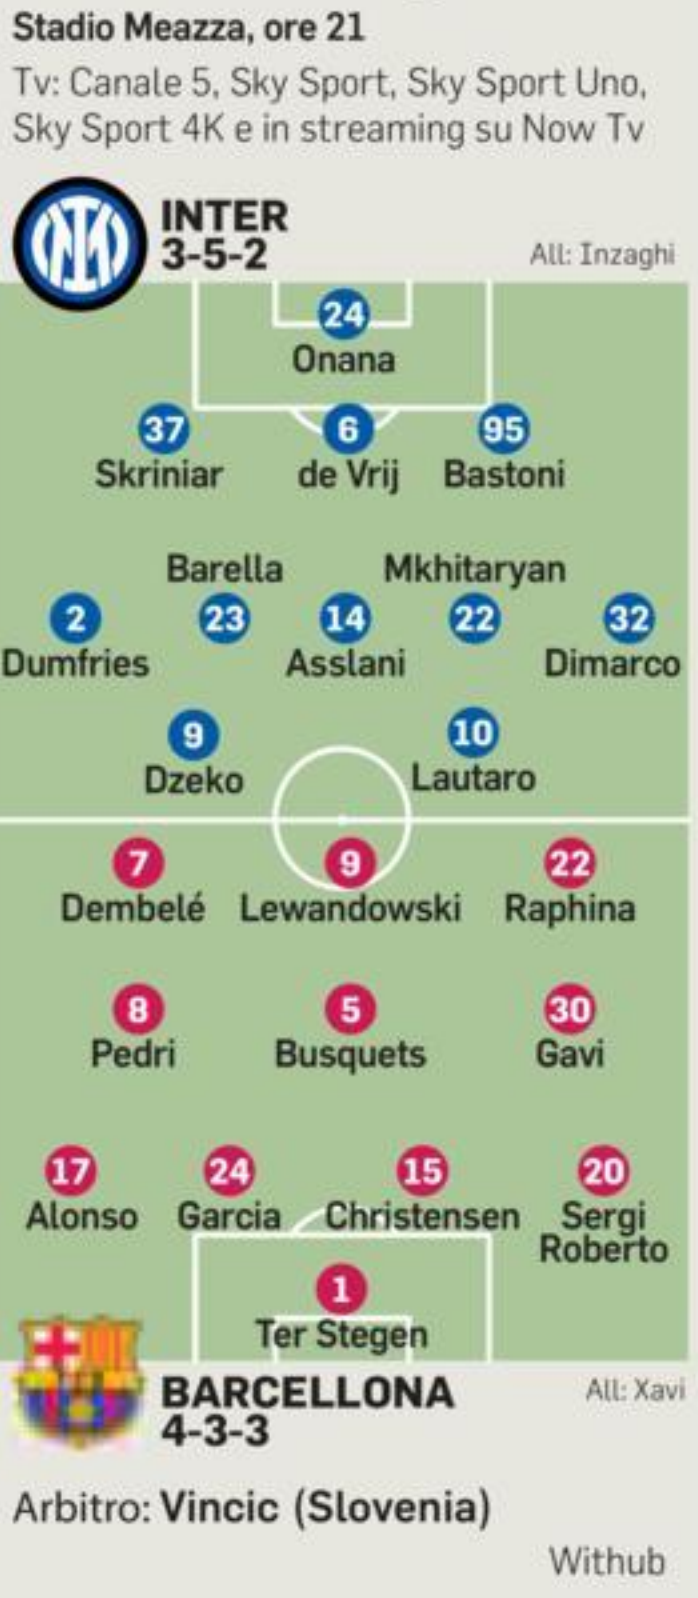 Stadio Meazza, ore 21
Tv: Canale 5, Sky Sport, Sky Sport Uno,
Sky Sport 4K e in streaming su Now Tv
INTER
3-5-2
All: Inzaghi
24
Onana
37 6 95
Skriniar de Vrij Bastoni
Barella Mkhitaryan
2 23 14 22 32
Dumfries Asslani Dimarco
9 10
Dzeko Lautaro
7 9 22
Dembelé Lewandowski Raphina
8 5 30
Pedri Busquets Gavi
17 24 15 20
Alonso Garcia Christensen Sergi
Roberto
1
Ter Stegen
BARCELLONA
4-3-3
All: Xavi
Arbitro: Vincic (Slovenia)
Withub